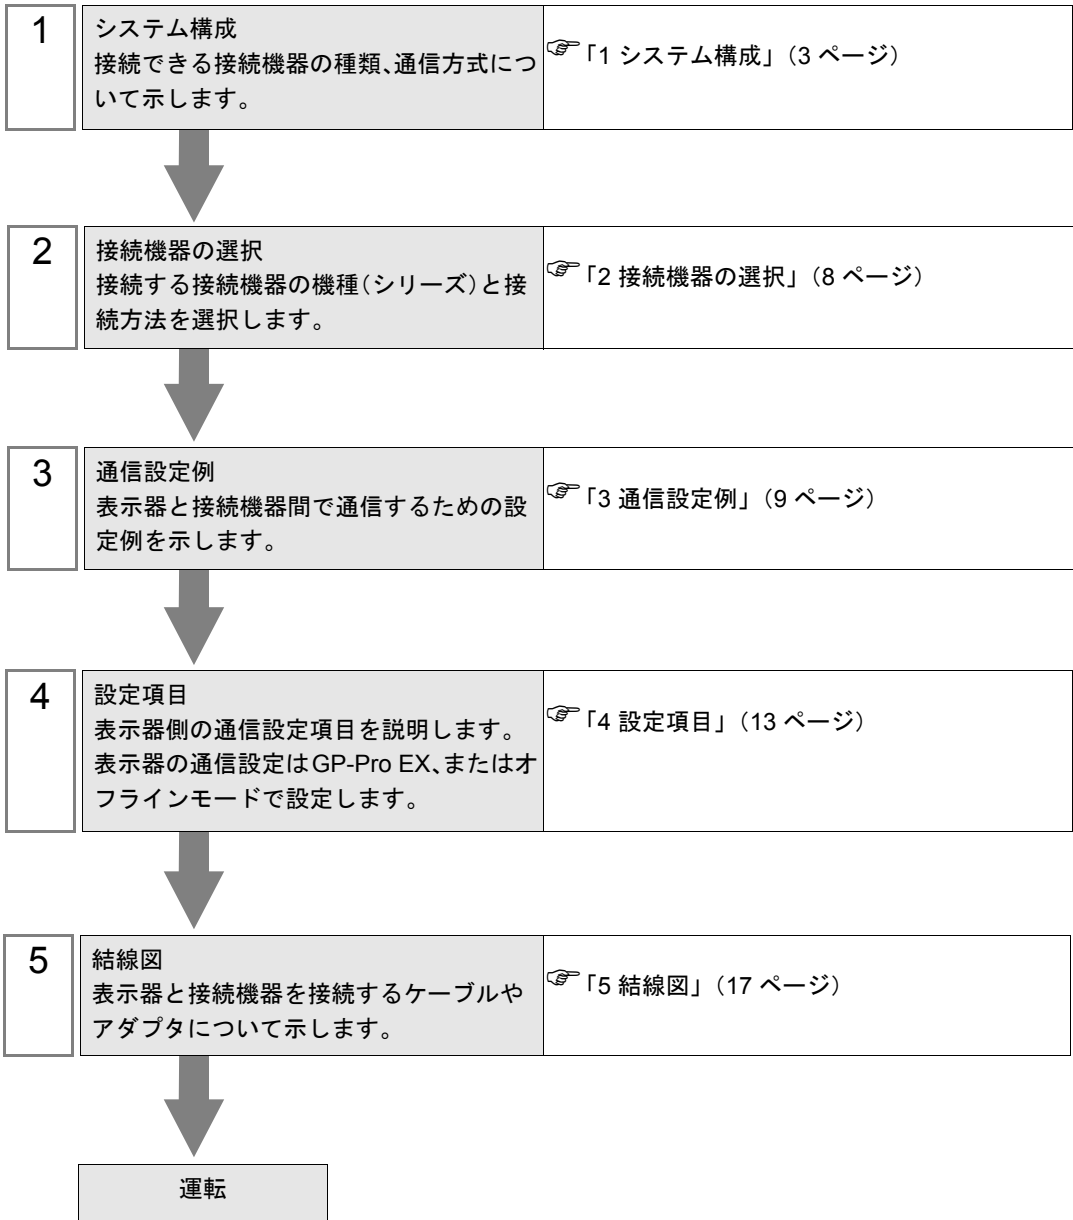 1
システム構成
接続できる接続機器の種類、通信方式につ
いて示します。
☞「1 システム構成」（3 ページ）
2
接続機器の選択
接続する接続機器の機種（シリーズ）と接
続方法を選択します。
☞「2 接続機器の選択」（8 ページ）
3
通信設定例
表示器と接続機器間で通信するための設
定例を示します。
☞「3 通信設定例」（9 ページ）
4
設定項目
表示器側の通信設定項目を説明します。
表示器の通信設定はGP-Pro EX、またはオ
フラインモードで設定します。
☞「4 設定項目」（13 ページ）
5
結線図
表示器と接続機器を接続するケーブルや
アダプタについて示します。
☞「5 結線図」（17 ページ）
運転